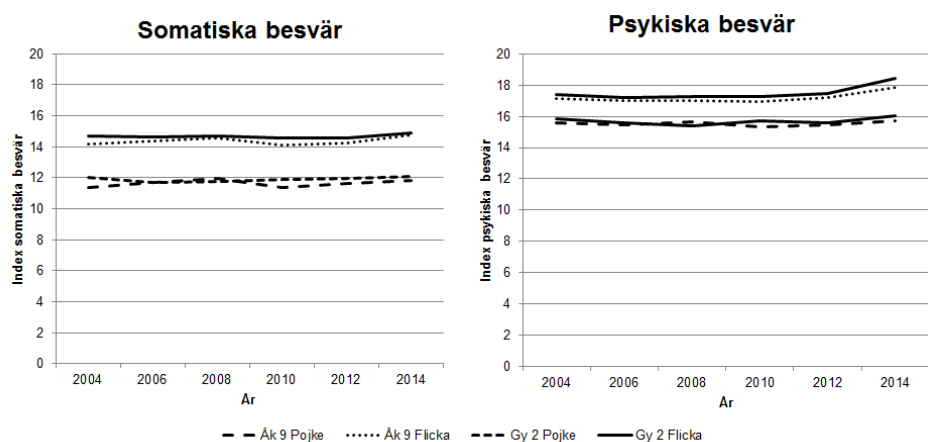 Somatiska besvär
Index somatiska besvär
20
18
16
14
12
10
8
6
4
2
0
2004 2006 2008 2010 2012 2014
År
Psykiska besvär
Index psykiska besvär
20
18
16
14
12
10
8
6
4
2
0
2004 2006 2008 2010 2012 2014
År
Åk 9 Pojke Åk 9 Flicka Gy 2 Pojke Gy 2 Flicka